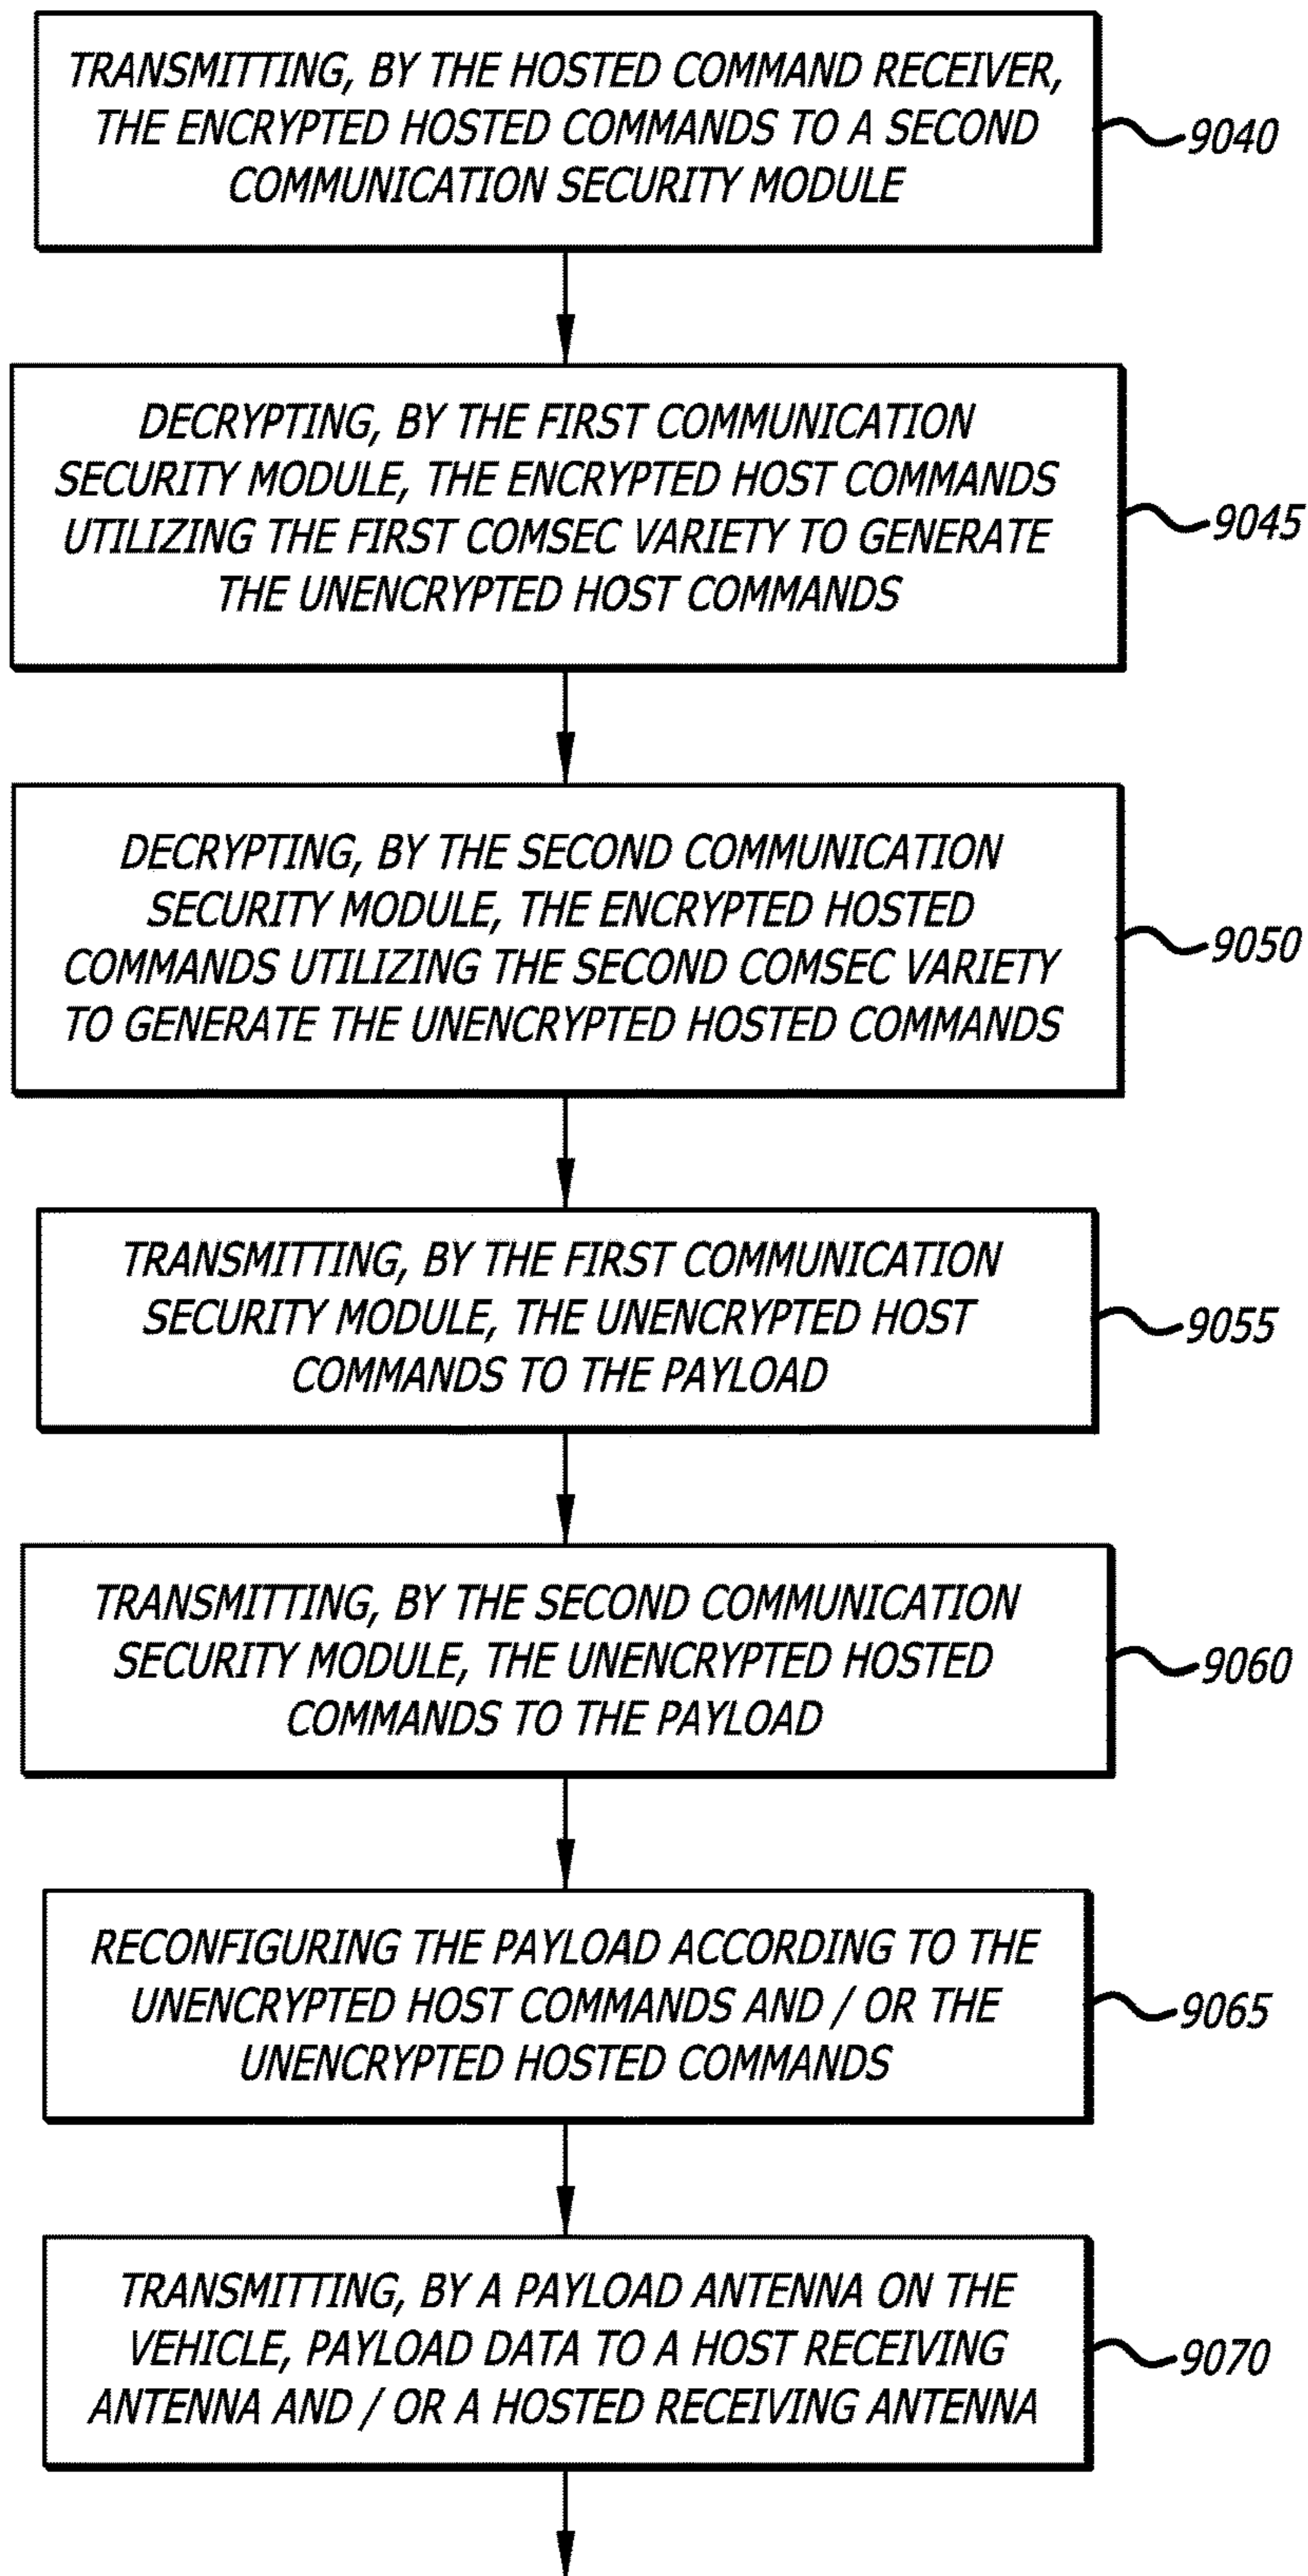 TRANSMITTING, BY THE HOSTED COMMAND RECEIVER,
THE ENCRYPTED HOSTED COMMANDS TO A SECOND
COMMUNICATION SECURITY MODULE
9040
DECRYPTING, BY THE FIRST COMMUNICATION
SECURITY MODULE, THE ENCRYPTED HOST COMMANDS
UTILIZING THE FIRST COMSEC VARIETY TO GENERATE
THE UNENCRYPTED HOST COMMANDS
9045
DECRYPTING, BY THE SECOND COMMUNICATION
SECURITY MODULE, THE ENCRYPTED HOSTED
COMMANDS UTILIZING THE SECOND COMSEC VARIETY
TO GENERATE THE UNENCRYPTED HOSTED COMMANDS
9050
TRANSMITTING, BY THE FIRST COMMUNICATION
SECURITY MODULE, THE UNENCRYPTED HOST
COMMANDS TO THE PAYLOAD
9055
TRANSMITTING, BY THE SECOND COMMUNICATION
SECURITY MODULE, THE UNENCRYPTED HOSTED
COMMANDS TO THE PAYLOAD
9060
RECONFIGURING THE PAYLOAD ACCORDING TO THE
UNENCRYPTED HOST COMMANDS AND / OR THE
UNENCRYPTED HOSTED COMMANDS
9065
TRANSMITTING, BY A PAYLOAD ANTENNA ON THE
VEHICLE, PAYLOAD DATA TO A HOST RECEIVING
ANTENNA AND / OR A HOSTED RECEIVING ANTENNA
9070